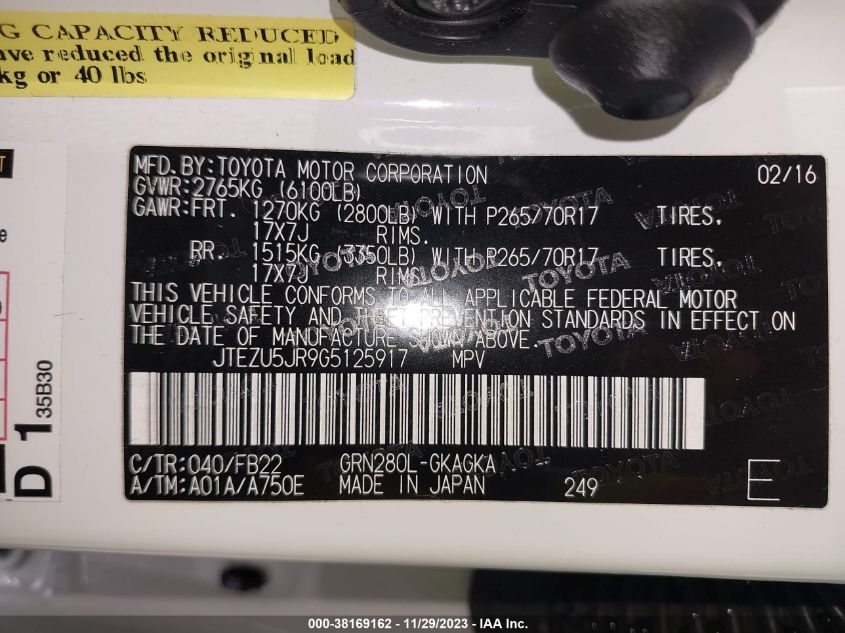 G CAPACITY REDUCED
ave reduced the original load
kg or 40 lbs
MFD.BY:TOYOTA MOTOR CORPORATION 02/16
GVWR:2765KG (6100LB)
GAWR:FRT. 1270KG (2800LB) WITH P265/70R17 TIRES.
17X7J RIMS.
RR. 1515KG (3350LB) WITH P265/70R17 TIRES.
17X7J RIMS.
THIS VEHICLE CONFORMS TO ALL APPLICABLE FEDERAL MOTOR
VEHICLE SAFETY AND THEFT PREVENTION STANDARDS IN EFFECT ON
THE DATE OF MANUFACTURE SHOWN ABOVE.
JTEZU5JR9G5125917 MPV
C/TR:040/FB22 GRN280L-GKAGKA
A/TM:A01A/A750E MADE IN JAPAN 249 E
D 1 35B30
000-38169162 - 11/29/2023 - IAA Inc.